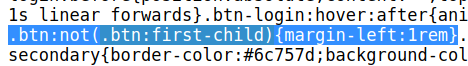 1s linear forwards}.btn-login:hover:after{ani
.btn:not(.btn:first-child){margin-left:1rem}.
secondary{border-color:#6c757d;background-col